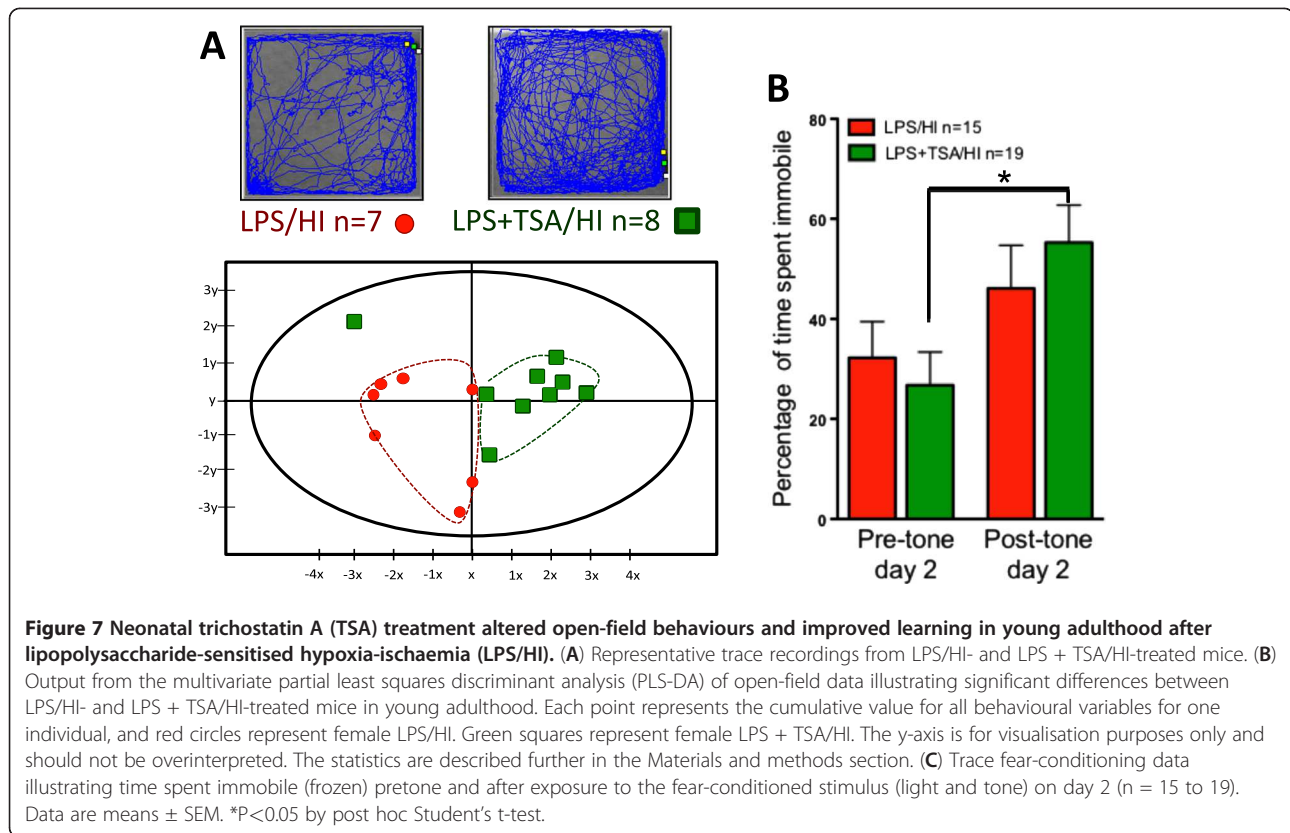 A
LPS/HI n=7
LPS+TSA/HI n=8
3y
2y
1y
y
-1y
-2y
-3y
-4x -3x -2x -1x x 1x 2x 3x 4x
B
Percentage of time spent immobile
80
60
40
20
0
LPS/HI n=15
LPS+TSA/HI n=19
*
Pre-tone Post-tone
day 2 day 2
Figure 7 Neonatal trichostatin A (TSA) treatment altered open-field behaviours and improved learning in young adulthood after
lipopolysaccharide-sensitised hypoxia-ischaemia (LPS/HI). (A) Representative trace recordings from LPS/HI- and LPS + TSA/HI-treated mice. (B)
Output from the multivariate partial least squares discriminant analysis (PLS-DA) of open-field data illustrating significant differences between
LPS/HI- and LPS + TSA/HI-treated mice in young adulthood. Each point represents the cumulative value for all behavioural variables for one
individual, and red circles represent female LPS/HI. Green squares represent female LPS + TSA/HI. The y-axis is for visualisation purposes only and
should not be overinterpreted. The statistics are described further in the Materials and methods section. (C) Trace fear-conditioning data
illustrating time spent immobile (frozen) pretone and after exposure to the fear-conditioned stimulus (light and tone) on day 2 (n = 15 to 19).
Data are means ± SEM. *P<0.05 by post hoc Student's t-test.